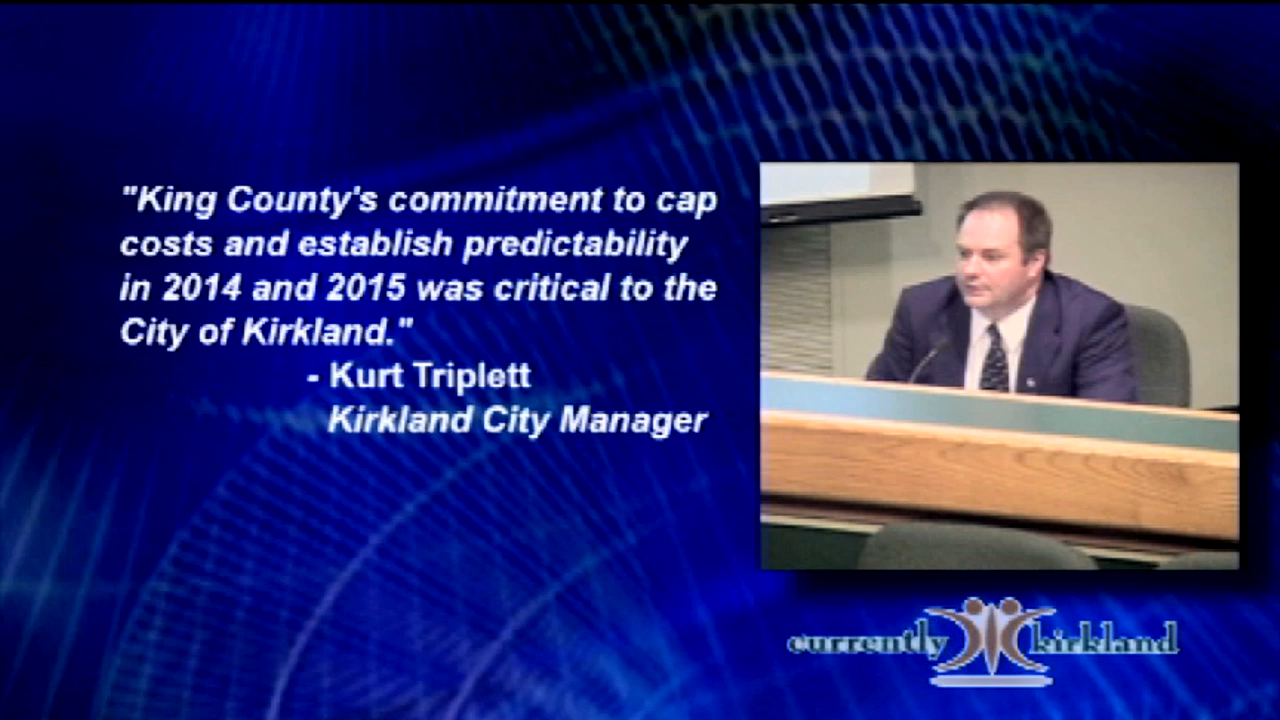 "King County's commitment to cap
costs and establish predictability
in 2014 and 2015 was critical to the
City of Kirkland."
- Kurt Triplett
Kirkland City Manager
currently kirkland